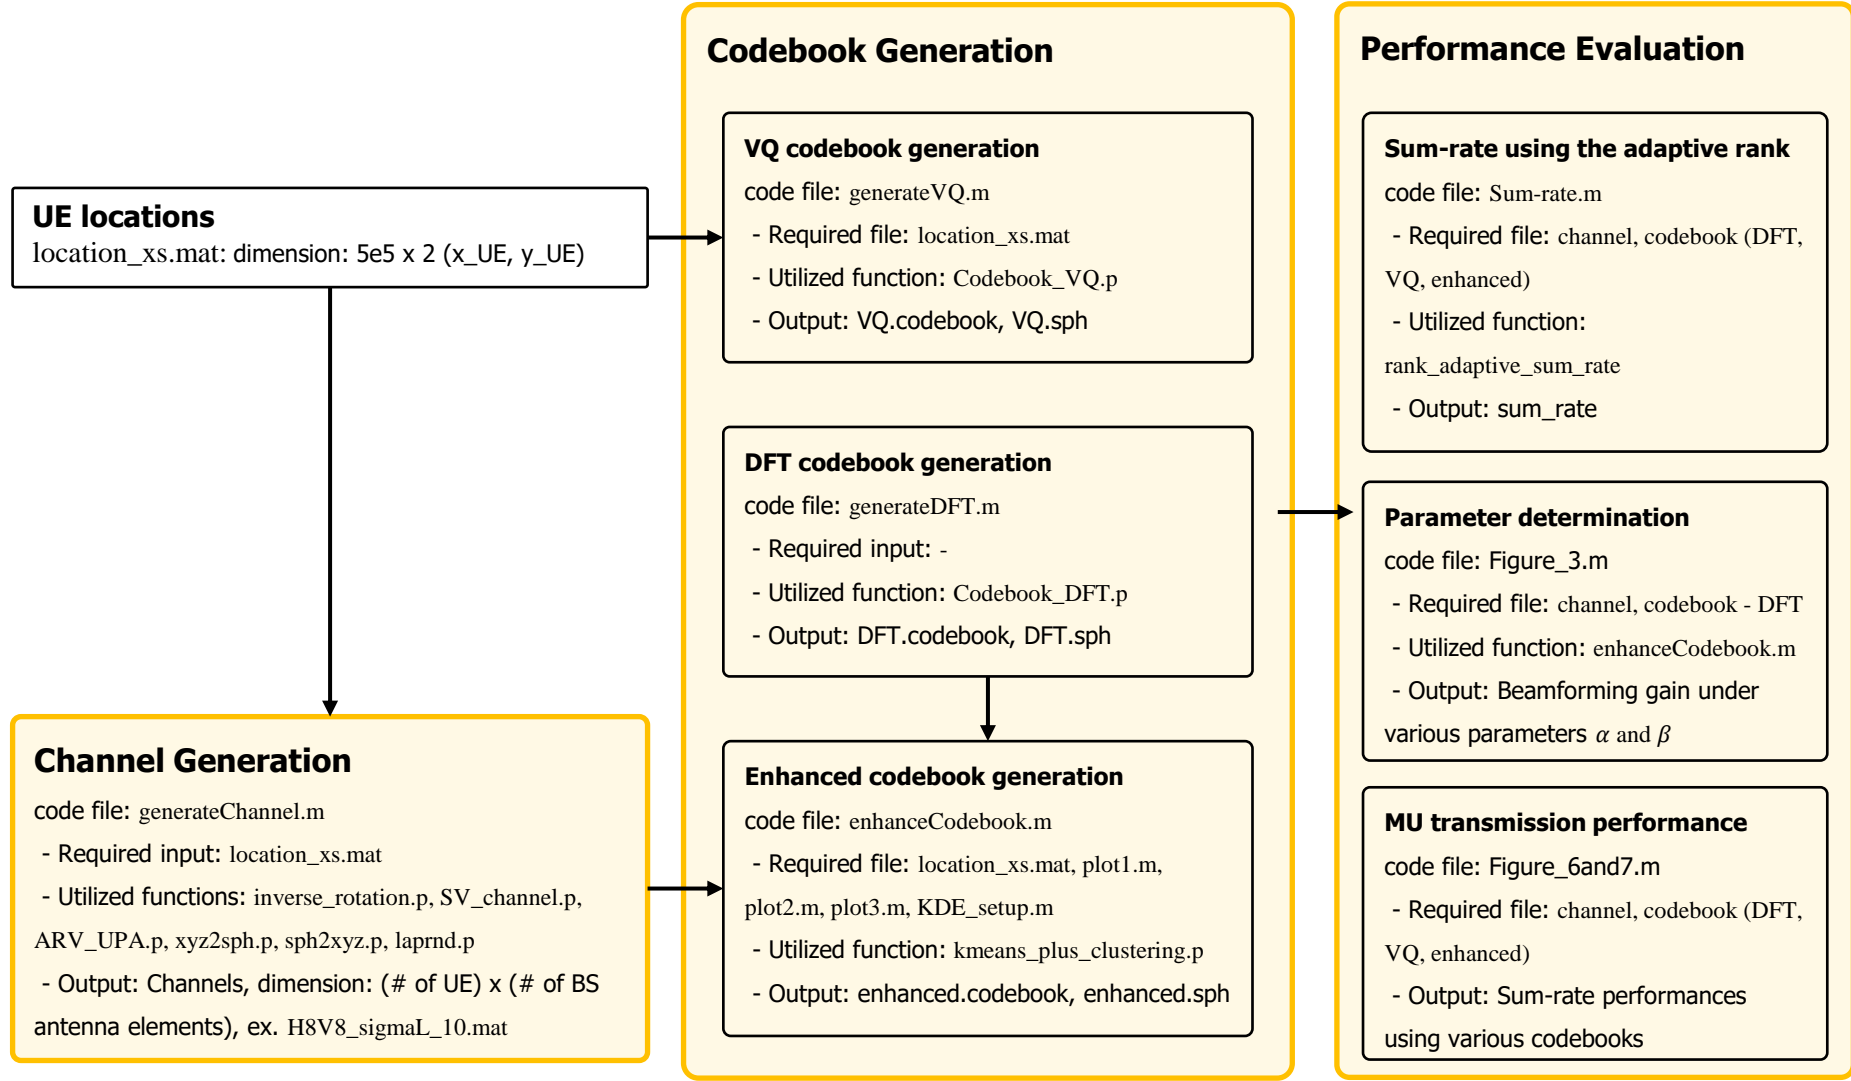 UE locations
location_xs.mat: dimension: 5e5 x 2 (x_UE, y_UE)
Channel Generation
code file: generateChannel.m
- Required input: location_xs.mat
- Utilized functions: inverse_rotation.p, SV_channel.p,
ARV_UPA.p, xyz2sph.p, sph2xyz.p, laprnd.p
- Output: Channels, dimension: (# of UE) x (# of BS
antenna elements), ex. H8V8_sigmaL_10.mat
Codebook Generation
VQ codebook generation
code file: generateVQ.m
- Required file: location_xs.mat
- Utilized function: Codebook_VQ.p
- Output: VQ.codebook, VQ.sph
DFT codebook generation
code file: generateDFT.m
- Required input: -
- Utilized function: Codebook_DFT.p
- Output: DFT.codebook, DFT.sph
Enhanced codebook generation
code file: enhanceCodebook.m
- Required file: location_xs.mat, plot1.m,
plot2.m, plot3.m, KDE_setup.m
- Utilized function: kmeans_plus_clustering.p
- Output: enhanced.codebook, enhanced.sph
Performance Evaluation
Sum-rate using the adaptive rank
code file: Sum-rate.m
- Required file: channel, codebook (DFT,
VQ, enhanced)
- Utilized function:
rank_adaptive_sum_rate
- Output: sum_rate
Parameter determination
code file: Figure_3.m
- Required file: channel, codebook - DFT
- Utilized function: enhanceCodebook.m
- Output: Beamforming gain under
various parameters α and β
MU transmission performance
code file: Figure_6and7.m
- Required file: channel, codebook (DFT,
VQ, enhanced)
- Output: Sum-rate performances
using various codebooks